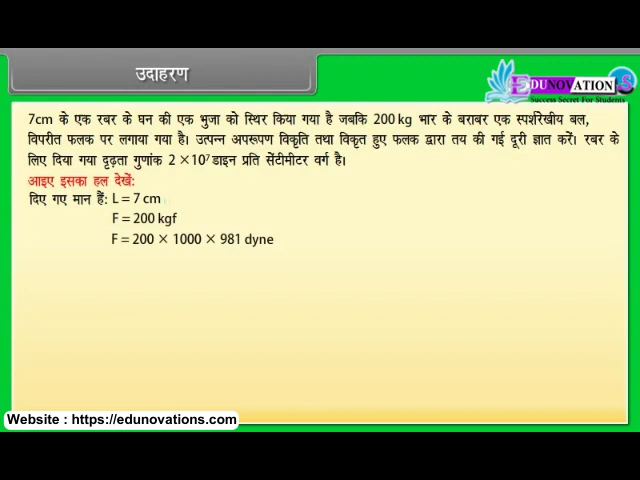 उदाहरण
EDUNOVATIONS
Success Secret For Students
7cm के एक रबर के घन की एक भुजा को स्थिर किया गया है जबकि 200 kg भार के बराबर एक स्पर्शरेखीय बल,
विपरीत फलक पर लगाया गया है। उत्पन्न अपरूपण विकृति तथा विकृत हुए फलक द्वारा तय की गई दूरी ज्ञात करें। रबर के
लिए दिया गया दृढ़ता गुणांक 2 × 10⁷ डाइन प्रति सेंटीमीटर वर्ग है।
आइए इसका हल देखें:
दिए गए मान हैं: L = 7 cm
F = 200 kgf
F = 200 × 1000 × 981 dyne
Website : https://edunovations.com